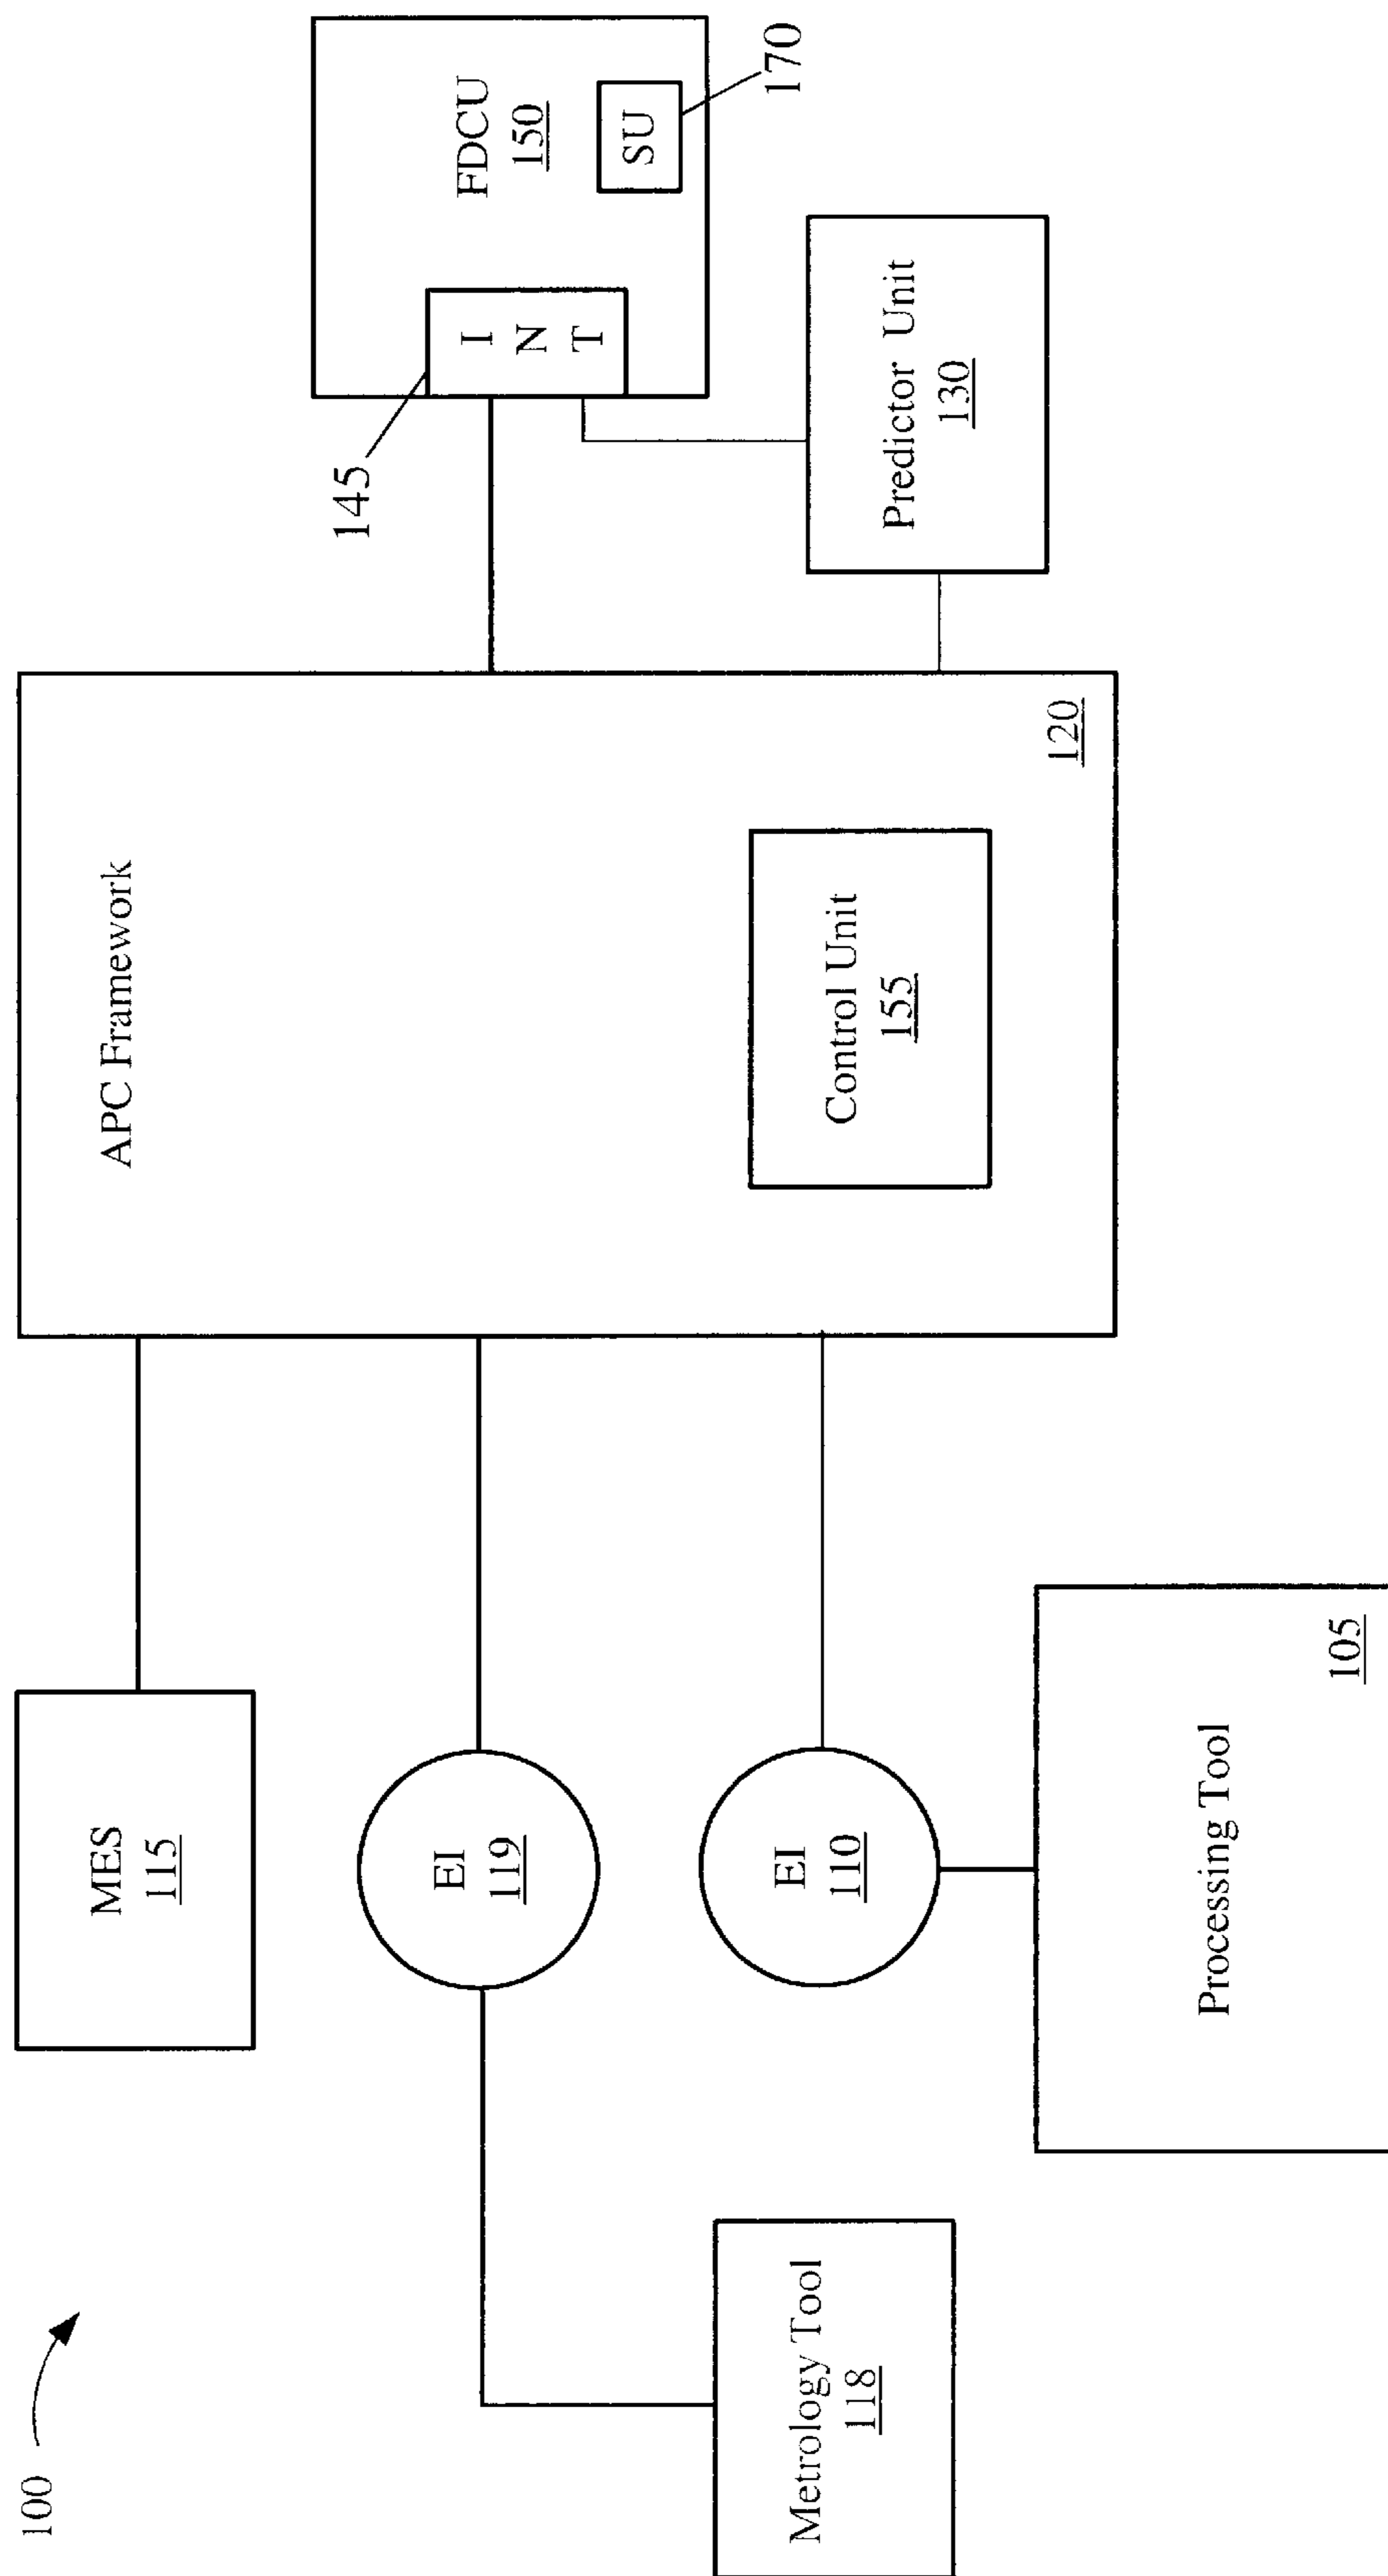 100
MES
115
APC Framework
EI
119
145
I
N
T
FDCU
150
SU
170
EI
110
Control Unit
155
120
Predictor Unit
130
Metrology Tool
118
Processing Tool
105